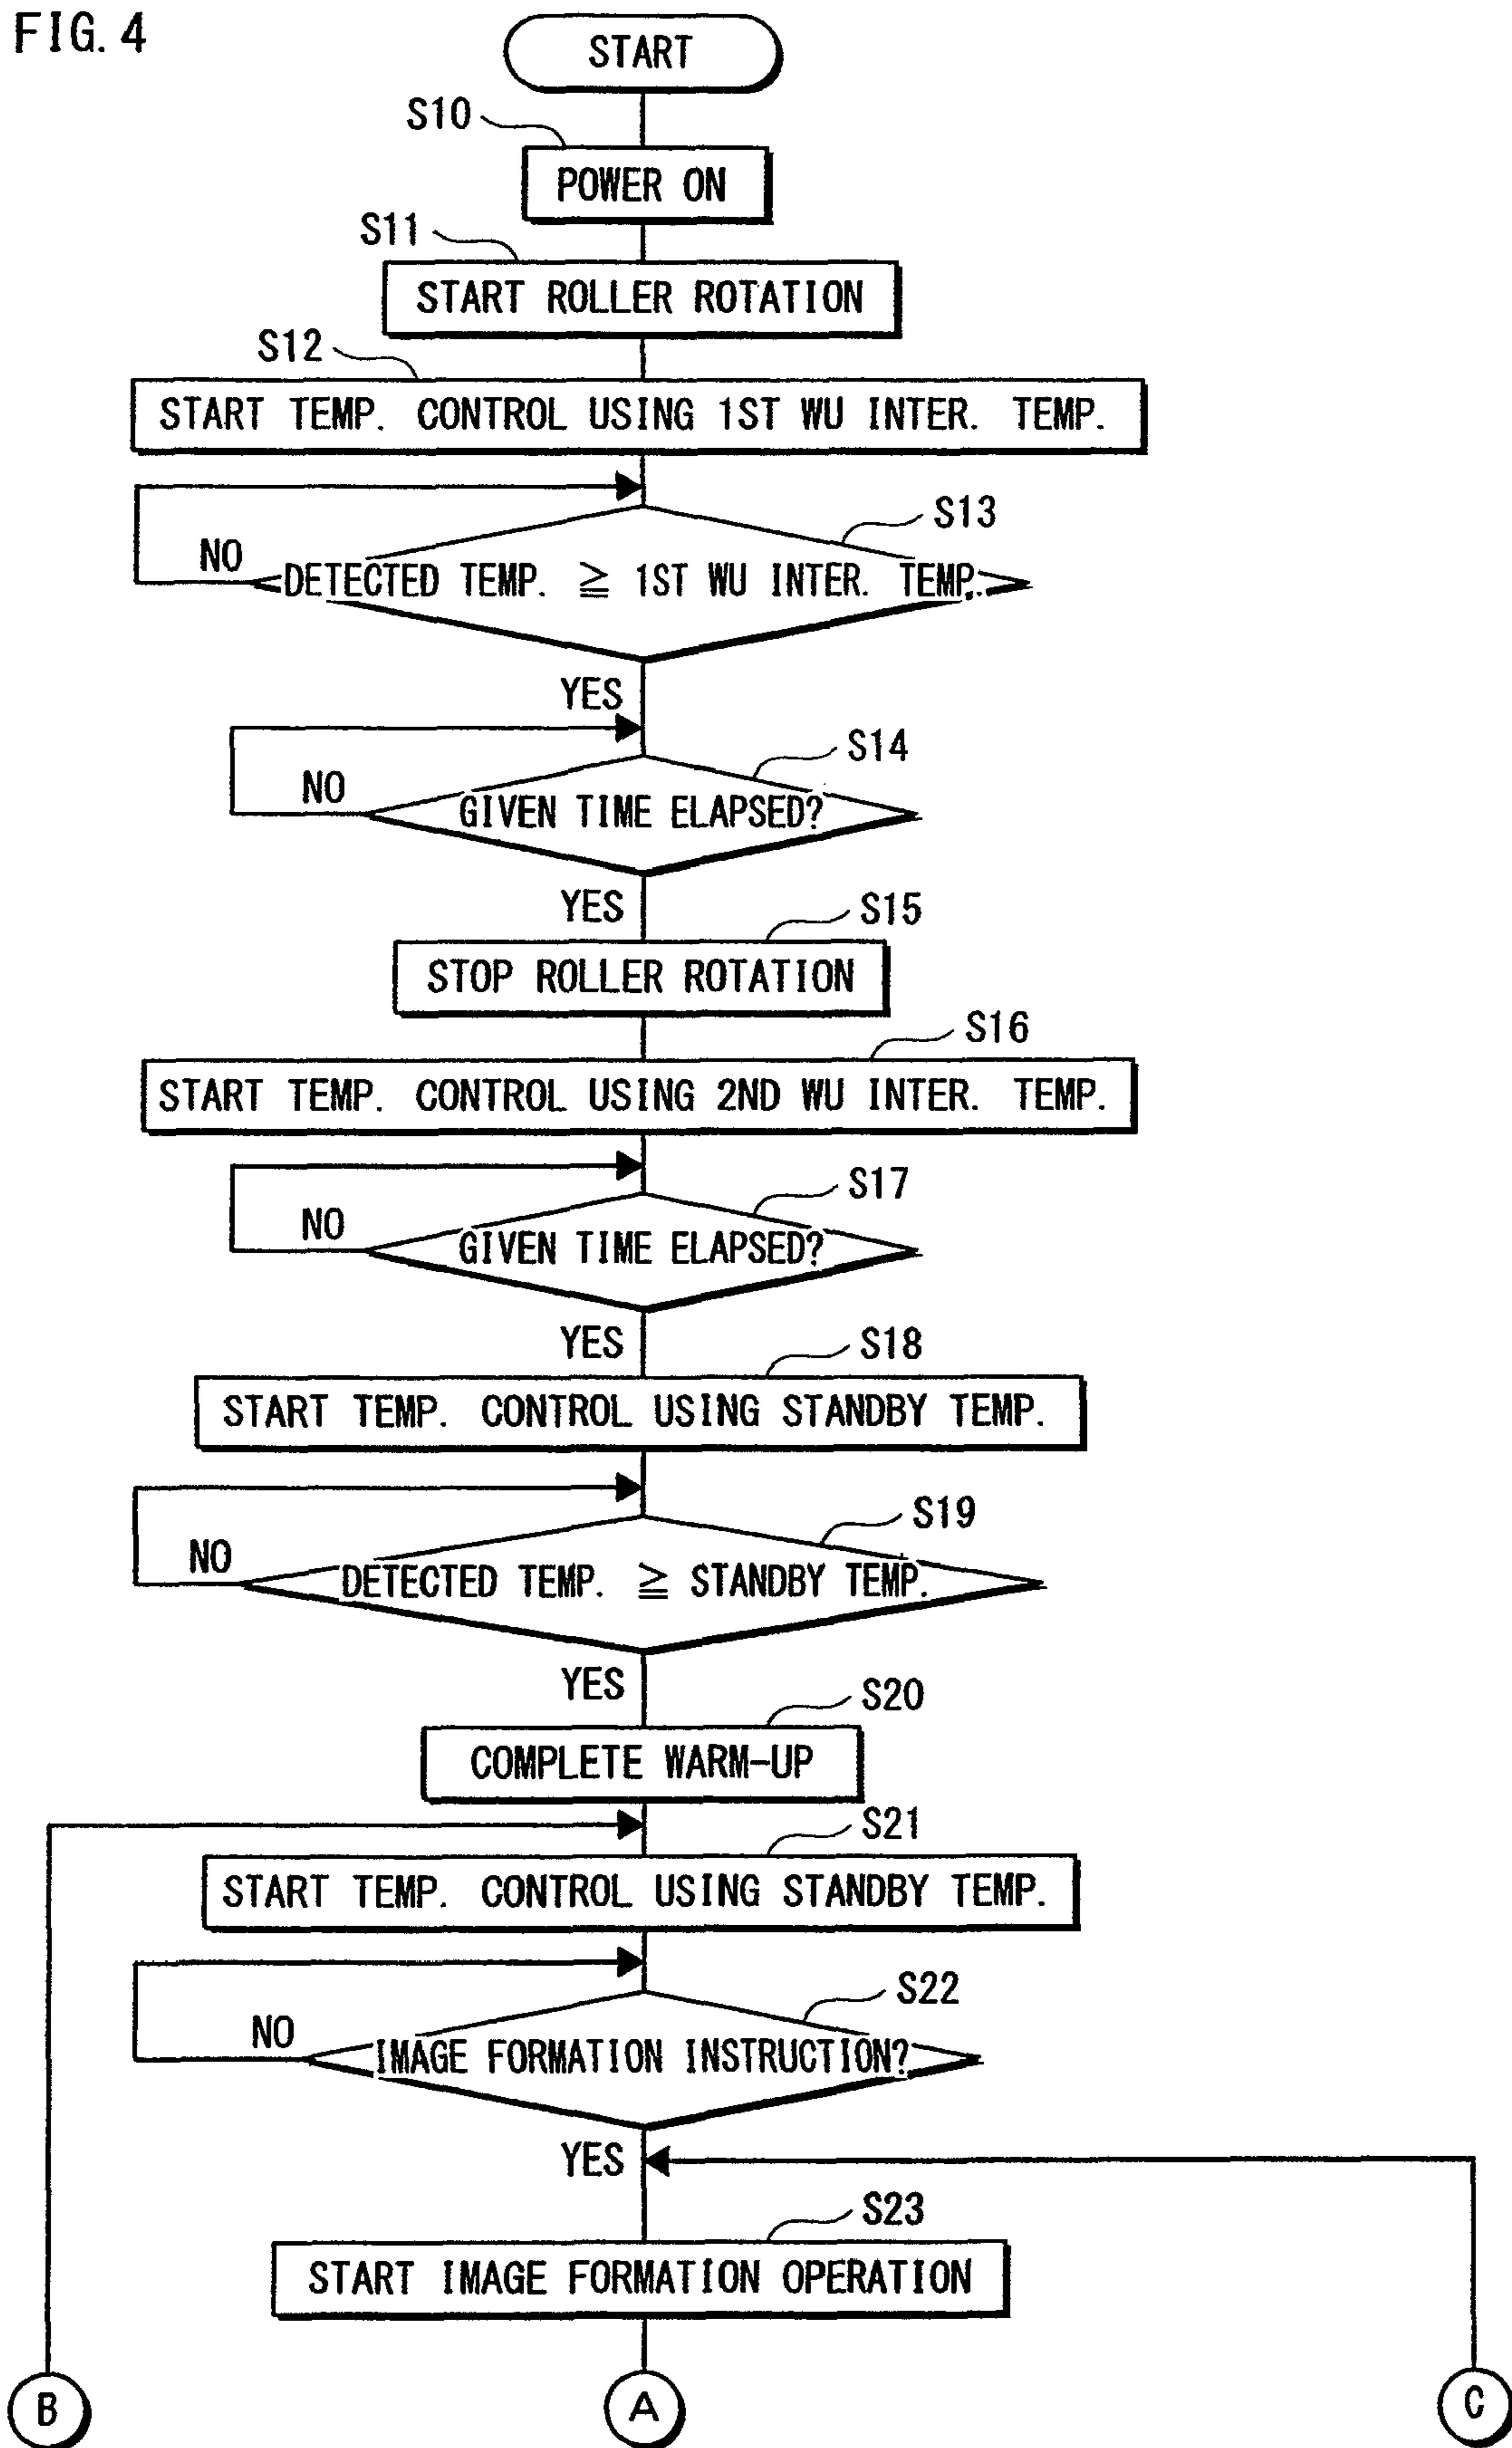 FIG. 4
START
S10
POWER ON
S11
START ROLLER ROTATION
S12
START TEMP. CONTROL USING 1ST WU INTER. TEMP.
S13
NO
DETECTED TEMP. ≧ 1ST WU INTER. TEMP.
YES
S14
NO
GIVEN TIME ELAPSED?
YES
S15
STOP ROLLER ROTATION
S16
START TEMP. CONTROL USING 2ND WU INTER. TEMP.
S17
NO
GIVEN TIME ELAPSED?
YES
S18
START TEMP. CONTROL USING STANDBY TEMP.
S19
NO
DETECTED TEMP. ≧ STANDBY TEMP.
YES
S20
COMPLETE WARM-UP
S21
START TEMP. CONTROL USING STANDBY TEMP.
S22
NO
IMAGE FORMATION INSTRUCTION?
YES
S23
START IMAGE FORMATION OPERATION
B
A
C